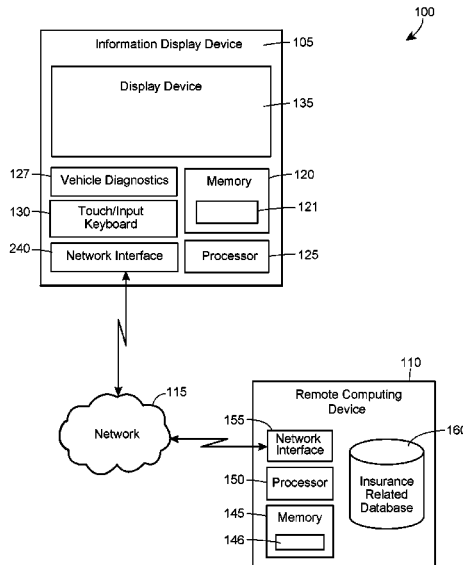 100
Information Display Device
105
Display Device
135
127
Vehicle Diagnostics
Memory
120
121
130
Touch/Input
Keyboard
240
Network Interface
Processor
125
115
Network
110
Remote Computing
Device
155
Network
Interface
160
150
Processor
Insurance
Related
Database
145
Memory
146